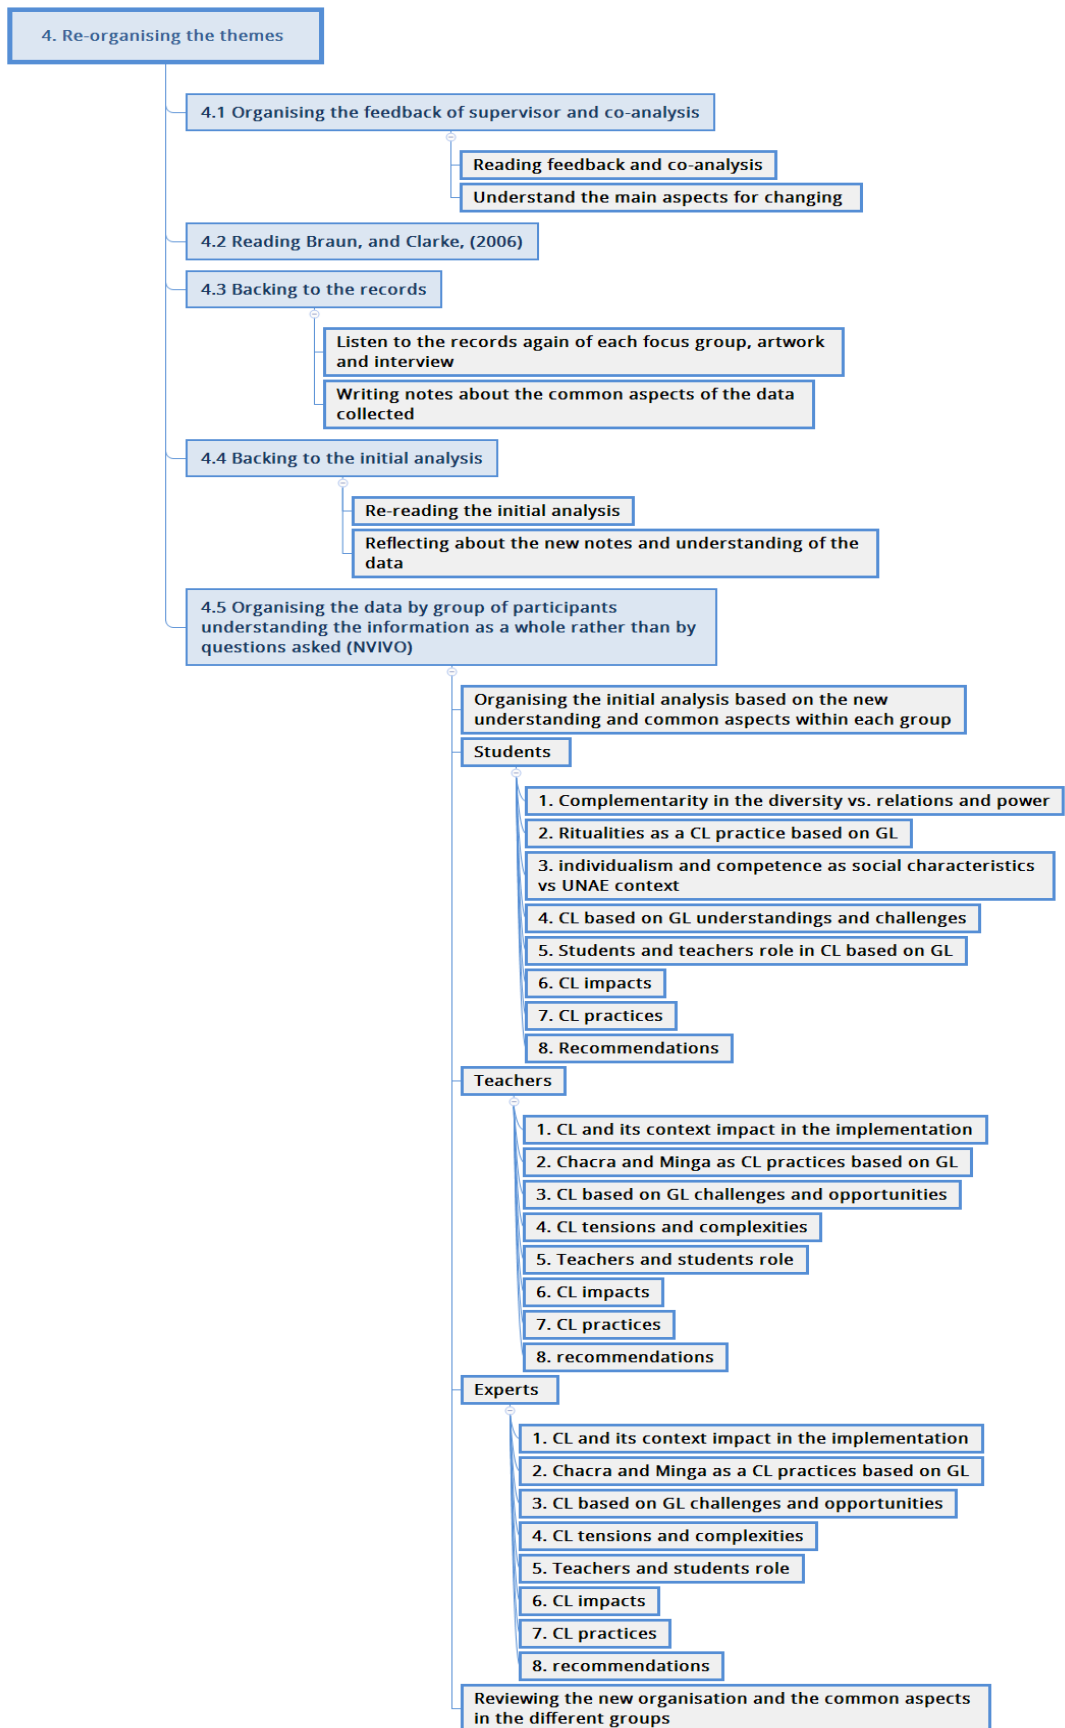 4. Re-organising the themes
4.1 Organising the feedback of supervisor and co-analysis
Reading feedback and co-analysis
Understand the main aspects for changing
4.2 Reading Braun, and Clarke, (2006)
4.3 Backing to the records
Listen to the records again of each focus group, artwork
and interview
Writing notes about the common aspects of the data
collected
4.4 Backing to the initial analysis
Re-reading the initial analysis
Reflecting about the new notes and understanding of the
data
4.5 Organising the data by group of participants
understanding the information as a whole rather than by
questions asked (NVIVO)
Organising the initial analysis based on the new
understanding and common aspects within each group
Students
1. Complementarity in the diversity vs. relations and power
2. Ritualities as a CL practice based on GL
3. individualism and competence as social characteristics
vs UNAE context
4. CL based on GL understandings and challenges
5. Students and teachers role in CL based on GL
6. CL impacts
7. CL practices
8. Recommendations
Teachers
1. CL and its context impact in the implementation
2. Chacra and Minga as CL practices based on GL
3. CL based on GL challenges and opportunities
4. CL tensions and complexities
5. Teachers and students role
6. CL impacts
7. CL practices
8. recommendations
Experts
1. CL and its context impact in the implementation
2. Chacra and Minga as a CL practices based on GL
3. CL based on GL challenges and opportunities
4. CL tensions and complexities
5. Teachers and students role
6. CL impacts
7. CL practices
8. recommendations
Reviewing the new organisation and the common aspects
in the different groups